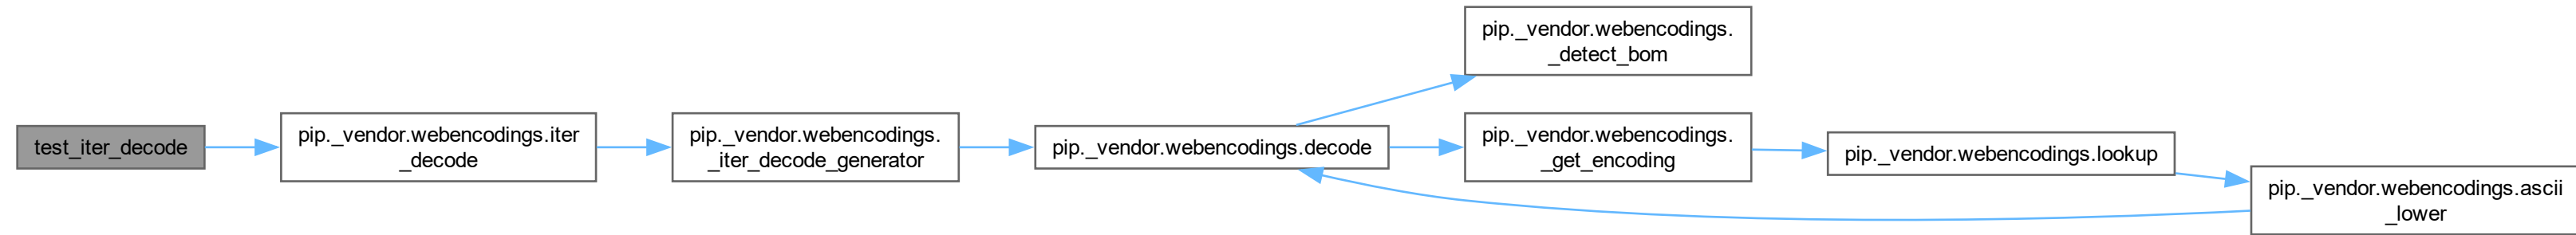 test_iter_decode
pip._vendor.webencodings.iter
_decode
pip._vendor.webencodings.
_iter_decode_generator
pip._vendor.webencodings.decode
pip._vendor.webencodings.
_detect_bom
pip._vendor.webencodings.
_get_encoding
pip._vendor.webencodings.lookup
pip._vendor.webencodings.ascii
_lower